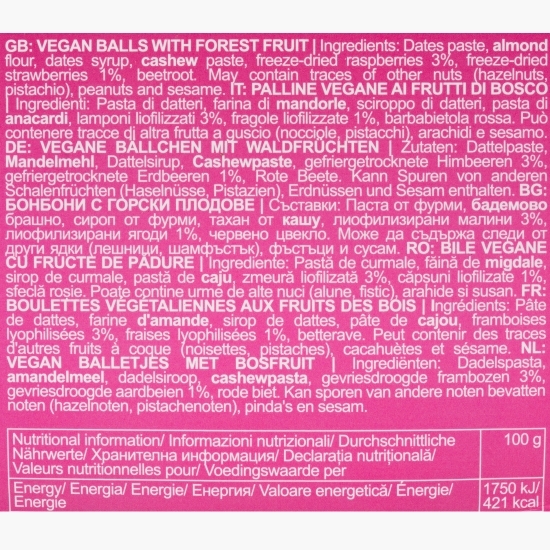 GB: VEGAN BALLS WITH FOREST FRUIT | Ingredients: Dates paste, almond
flour, dates syrup, cashew paste, freeze-dried raspberries 3%, freeze-dried
strawberries 1%, beetroot. May contain traces of other nuts (hazelnuts,
pistachio), peanuts and sesame. IT: PALLINE VEGANE AI FRUTTI DI BOSCO
| Ingredienti: Pasta di datteri, farina di mandorle, sciroppo di datteri, pasta di
anacardi, lamponi liofilizzati 3%, fragole liofilizzate 1%, barbabietola rossa. Può
contenere tracce di altra frutta a guscio (nocciole, pistacchi), arachidi e sesamo.
DE: VEGANE BÄLLCHEN MIT WALDFRÜCHTEN | Zutaten: Dattelpaste,
Mandelmehl, Dattelsirup, Cashewpaste, gefriergetrocknete Himbeeren 3%,
gefriergetrocknete Erdbeeren 1%, Rote Beete. Kann Spuren von anderen
Schalenfrüchten (Haselnüsse, Pistazien), Erdnüssen und Sesam enthalten. BG:
БОНБОНИ С ГОРСКИ ПЛОДОВЕ | Съставки: Паста от фурми, бадемово
брашно, сироп от фурми, тахан от кашу, лиофилизирани малини 3%,
лиофилизирани ягоди 1%, червено цвекло. Може да съдържа следи от
други ядки (лешници, шамфъстък), фъстъци и сусам. RO: BILE VEGANE
CU FRUCTE DE PĂDURE | Ingrediente: Pastă de curmale, făină de migdale,
sirop de curmale, pastă de caju, zmeură liofilizată 3%, căpșuni liofilizate 1%,
sfeclă roșie. Poate conține urme de alte nuci (alune, fistic), arahide si susan. FR:
BOULETTES VÉGÉTALIENNES AUX FRUITS DES BOIS | Ingrédients: Pâte
de dattes, farine d'amande, sirop de dattes, pâte de cajou, framboises
lyophilisées 3%, fraises lyophilisées 1%, betterave. Peut contenir des traces
d'autres fruits à coque (noisettes, pistaches), cacahuètes et sésame. NL:
VEGAN BALLETJES MET BOSFRUIT | Ingrediënten: Dadelspasta,
amandelmeel, dadelsiroop, cashewpasta, gevriesdroogde frambozen 3%,
gevriesdroogde aardbeien 1%, rode biet. Kan sporen van andere noten bevatten
noten (hazelnoten, pistachenoten), pinda's en sesam.
Nutritional information/ Informazioni nutrizionali/ Durchschnittliche 100 g
Nährwerte/ Хранителна информация/ Declarația nutrițională/
Valeurs nutritionnelles pour/ Voedingswaarde per
Energy/ Energia/ Energie/ Енергия/ Valoare energetică/ Énergie/ 1750 kJ/
Energie 421 kcal